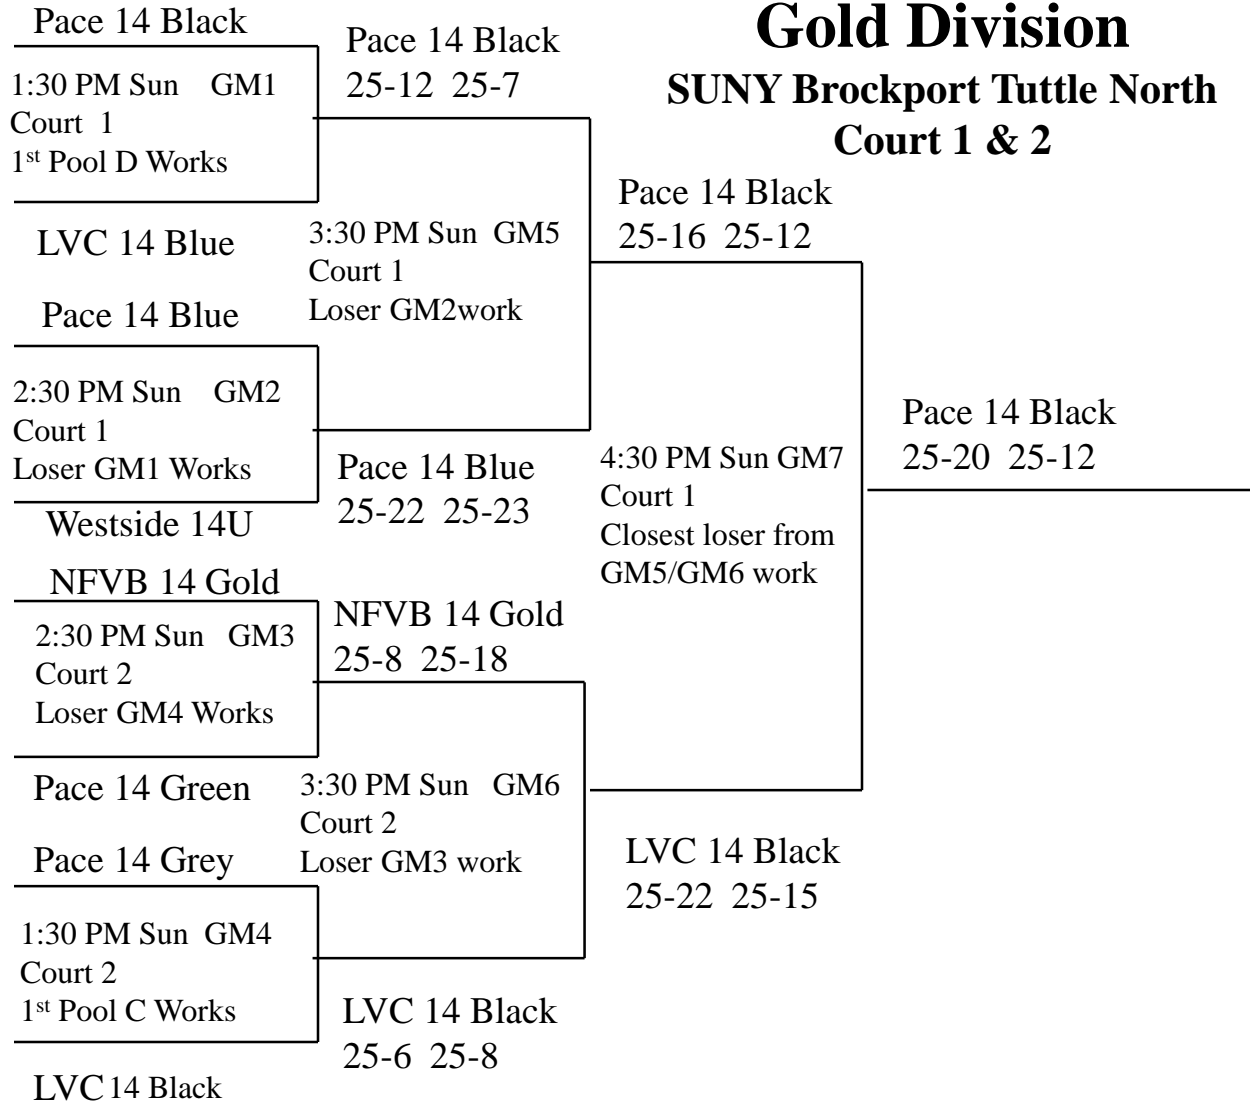 Gold Division
SUNY Brockport Tuttle North
Court 1 & 2
Pace 14 Black
1:30 PM Sun GM1
Court 1
1st Pool D Works
LVC 14 Blue
Pace 14 Blue
2:30 PM Sun GM2
Court 1
Loser GM1 Works
Westside 14U
NFVB 14 Gold
2:30 PM Sun GM3
Court 2
Loser GM4 Works
Pace 14 Green
Pace 14 Grey
1:30 PM Sun GM4
Court 2
1st Pool C Works
LVC 14 Black
Pace 14 Black
25-12 25-7
3:30 PM Sun GM5
Court 1
Loser GM2work
Pace 14 Blue
25-22 25-23
NFVB 14 Gold
25-8 25-18
3:30 PM Sun GM6
Court 2
Loser GM3 work
LVC 14 Black
25-6 25-8
Pace 14 Black
25-16 25-12
4:30 PM Sun GM7
Court 1
Closest loser from
GM5/GM6 work
LVC 14 Black
25-22 25-15
Pace 14 Black
25-20 25-12